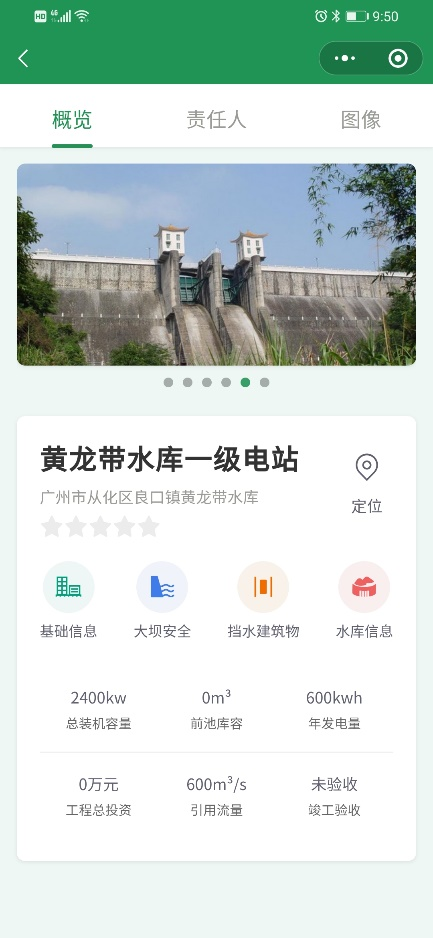 HD 4G 9:50
概览 责任人 图像
黄龙带水库一级电站
广州市从化区良口镇黄龙带水库
定位
基础信息 大坝安全 挡水建筑物 水库信息
2400kw 0m³ 600kwh
总装机容量 前池库容 年发电量
0万元 600m³/s 未验收
工程总投资 引用流量 竣工验收